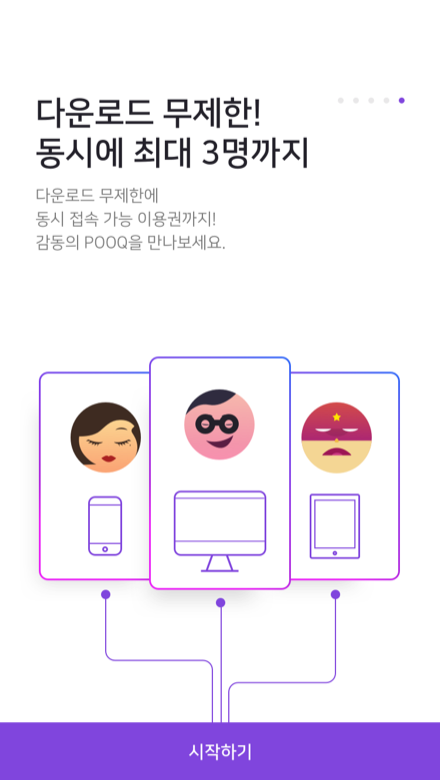 다운로드 무제한!
동시에 최대 3명까지
다운로드 무제한에
동시 접속 가능 이용권까지!
감동의 POOQ을 만나보세요.
시작하기